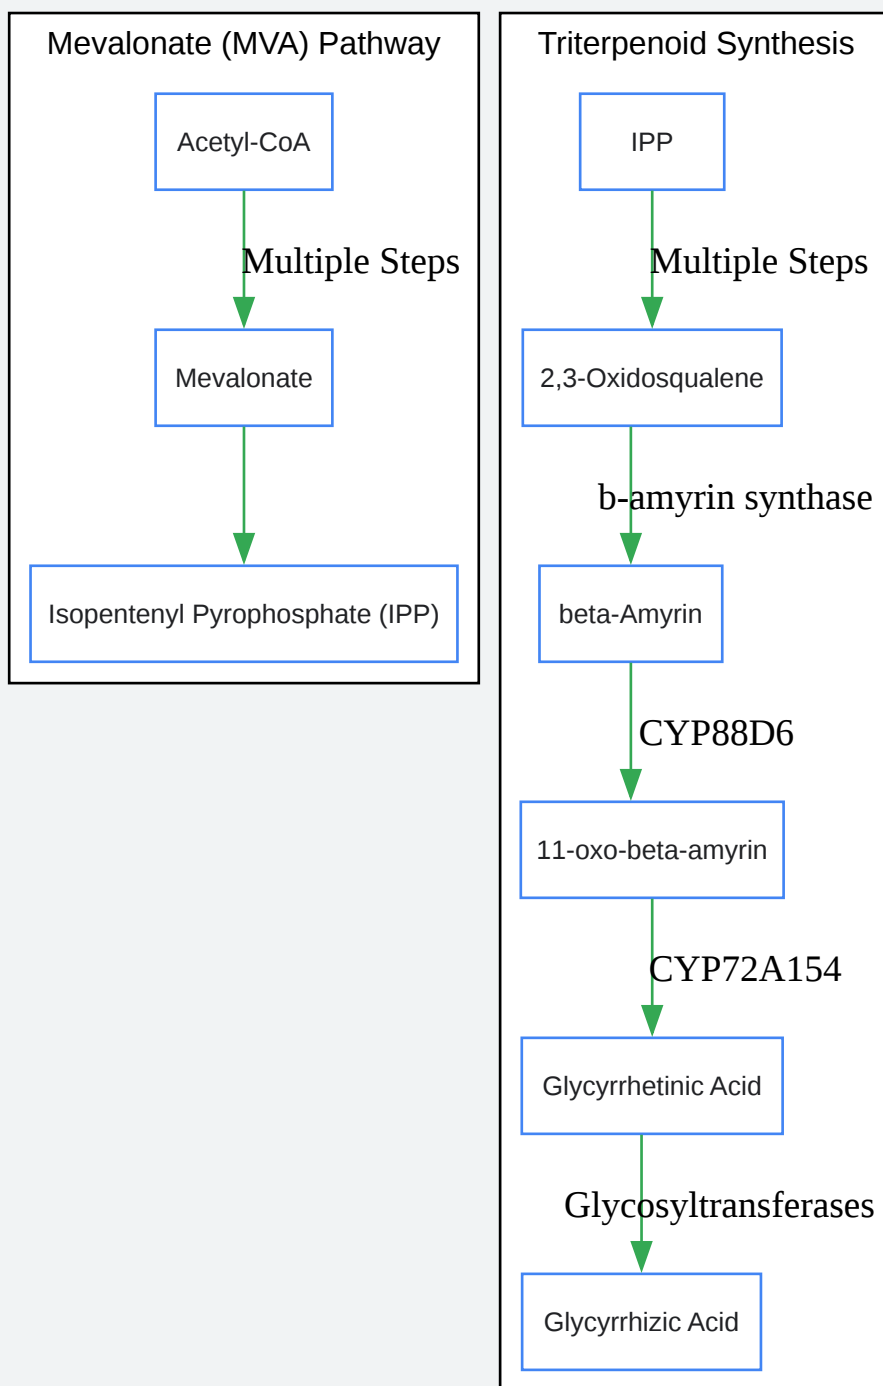 Mevalonate (MVA) Pathway
Acetyl-CoA
Multiple Steps
Mevalonate
Isopentenyl Pyrophosphate (IPP)
Triterpenoid Synthesis
IPP
Multiple Steps
2,3-Oxidosqualene
b-amyrin synthase
beta-Amyrin
CYP88D6
11-oxo-beta-amyrin
CYP72A154
Glycyrrhetinic Acid
Glycosyltransferases
Glycyrrhizic Acid